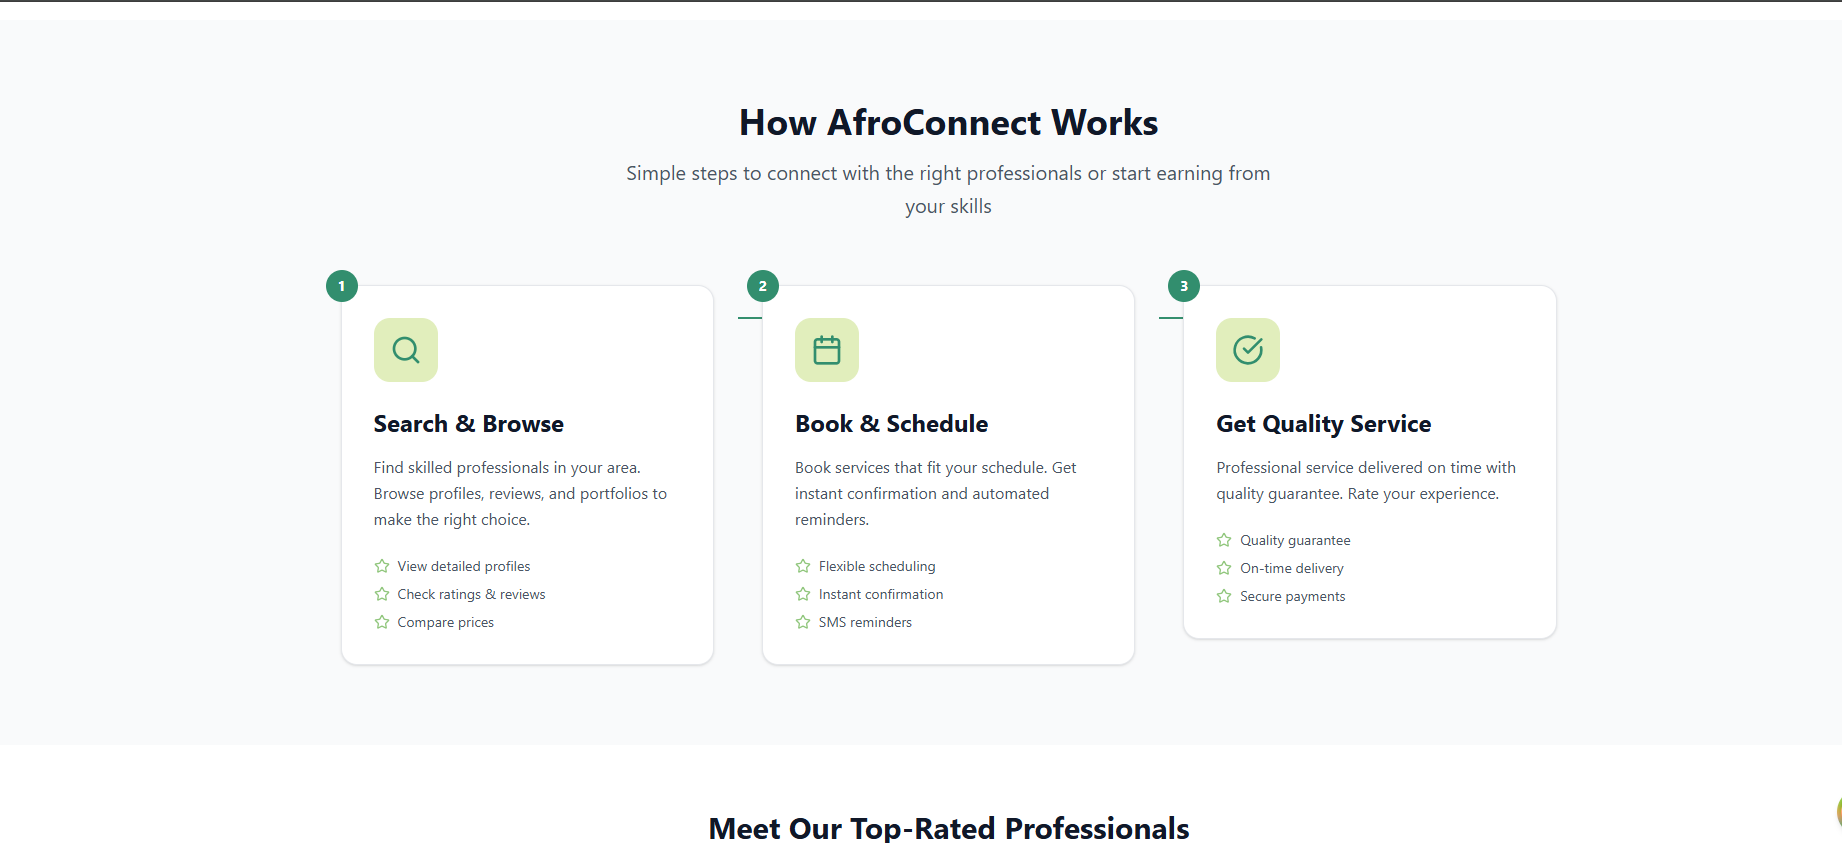 How AfroConnect Works
Simple steps to connect with the right professionals or start earning from
your skills
1
Search & Browse
Find skilled professionals in your area.
Browse profiles, reviews, and portfolios to
make the right choice.
View detailed profiles
Check ratings & reviews
Compare prices
2
Book & Schedule
Book services that fit your schedule. Get
instant confirmation and automated
reminders.
Flexible scheduling
Instant confirmation
SMS reminders
3
Get Quality Service
Professional service delivered on time with
quality guarantee. Rate your experience.
Quality guarantee
On-time delivery
Secure payments
Meet Our Top-Rated Professionals